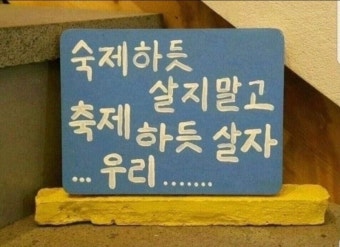 숙제하듯
살지말고
축제 하듯 살자
... 우리 .......